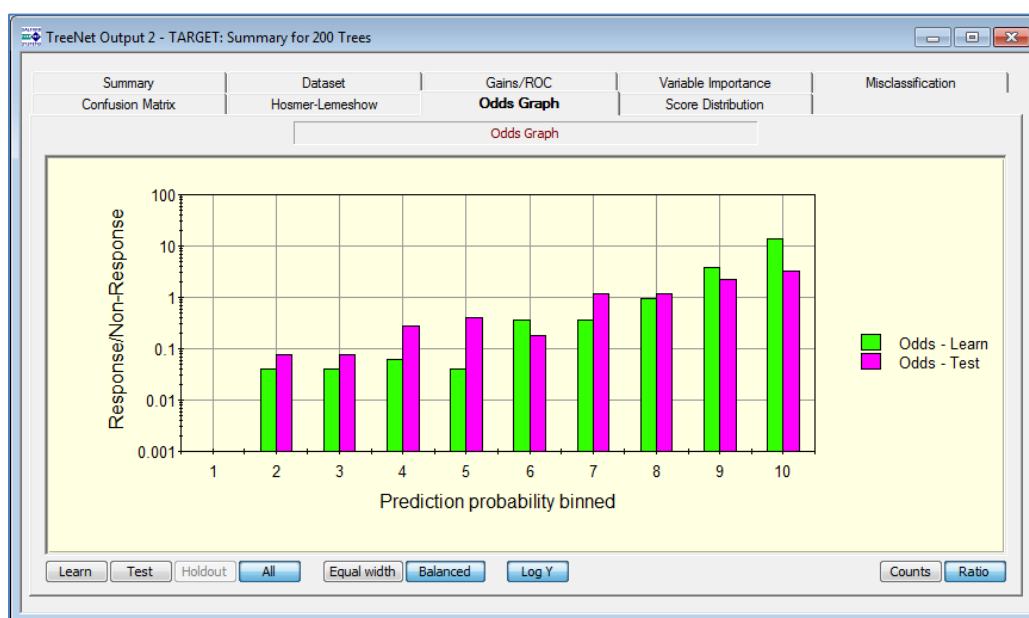 TreeNet Output 2 - TARGET: Summary for 200 Trees
Summary Dataset Gains/ROC Variable Importance Misclassification
Confusion Matrix Hosmer-Lemeshow Odds Graph Score Distribution
Odds Graph
Response/Non-Response
100
10
1
0.1
0.01
0.001
1 2 3 4 5 6 7 8 9 10
Prediction probability binned
Odds - Learn
Odds - Test
Learn Test Holdout All Equal width Balanced Log Y Counts Ratio